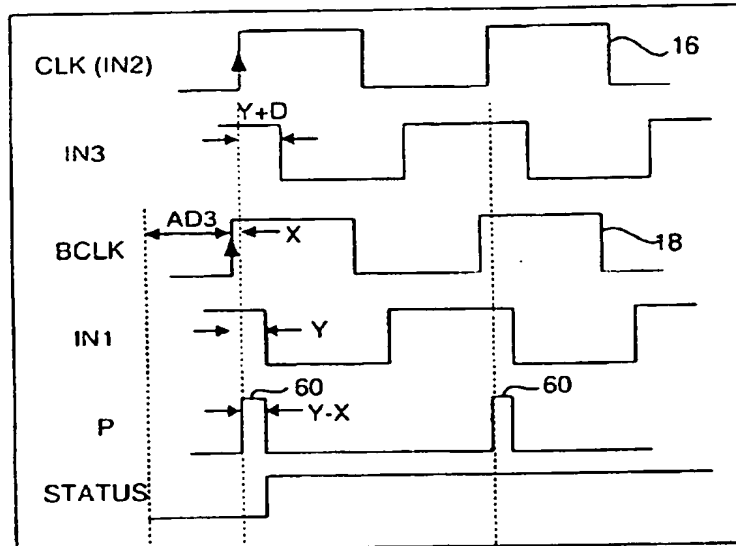 CLK (IN2)
16
Y+D
IN3
AD3
X
BCLK
18
IN1
Y
60
60
P
Y-X
STATUS